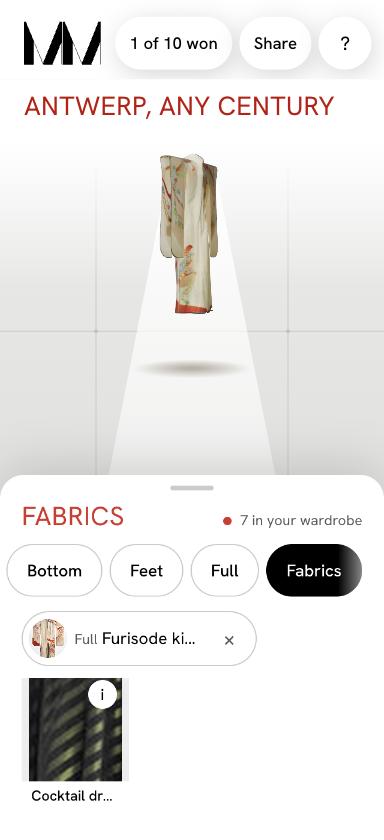 MM
1 of 10 won
Share
?
ANTWERP, ANY CENTURY
FABRICS
7 in your wardrobe
Bottom
Feet
Full
Fabrics
Full Furisode ki...
×
i
Cocktail dr...